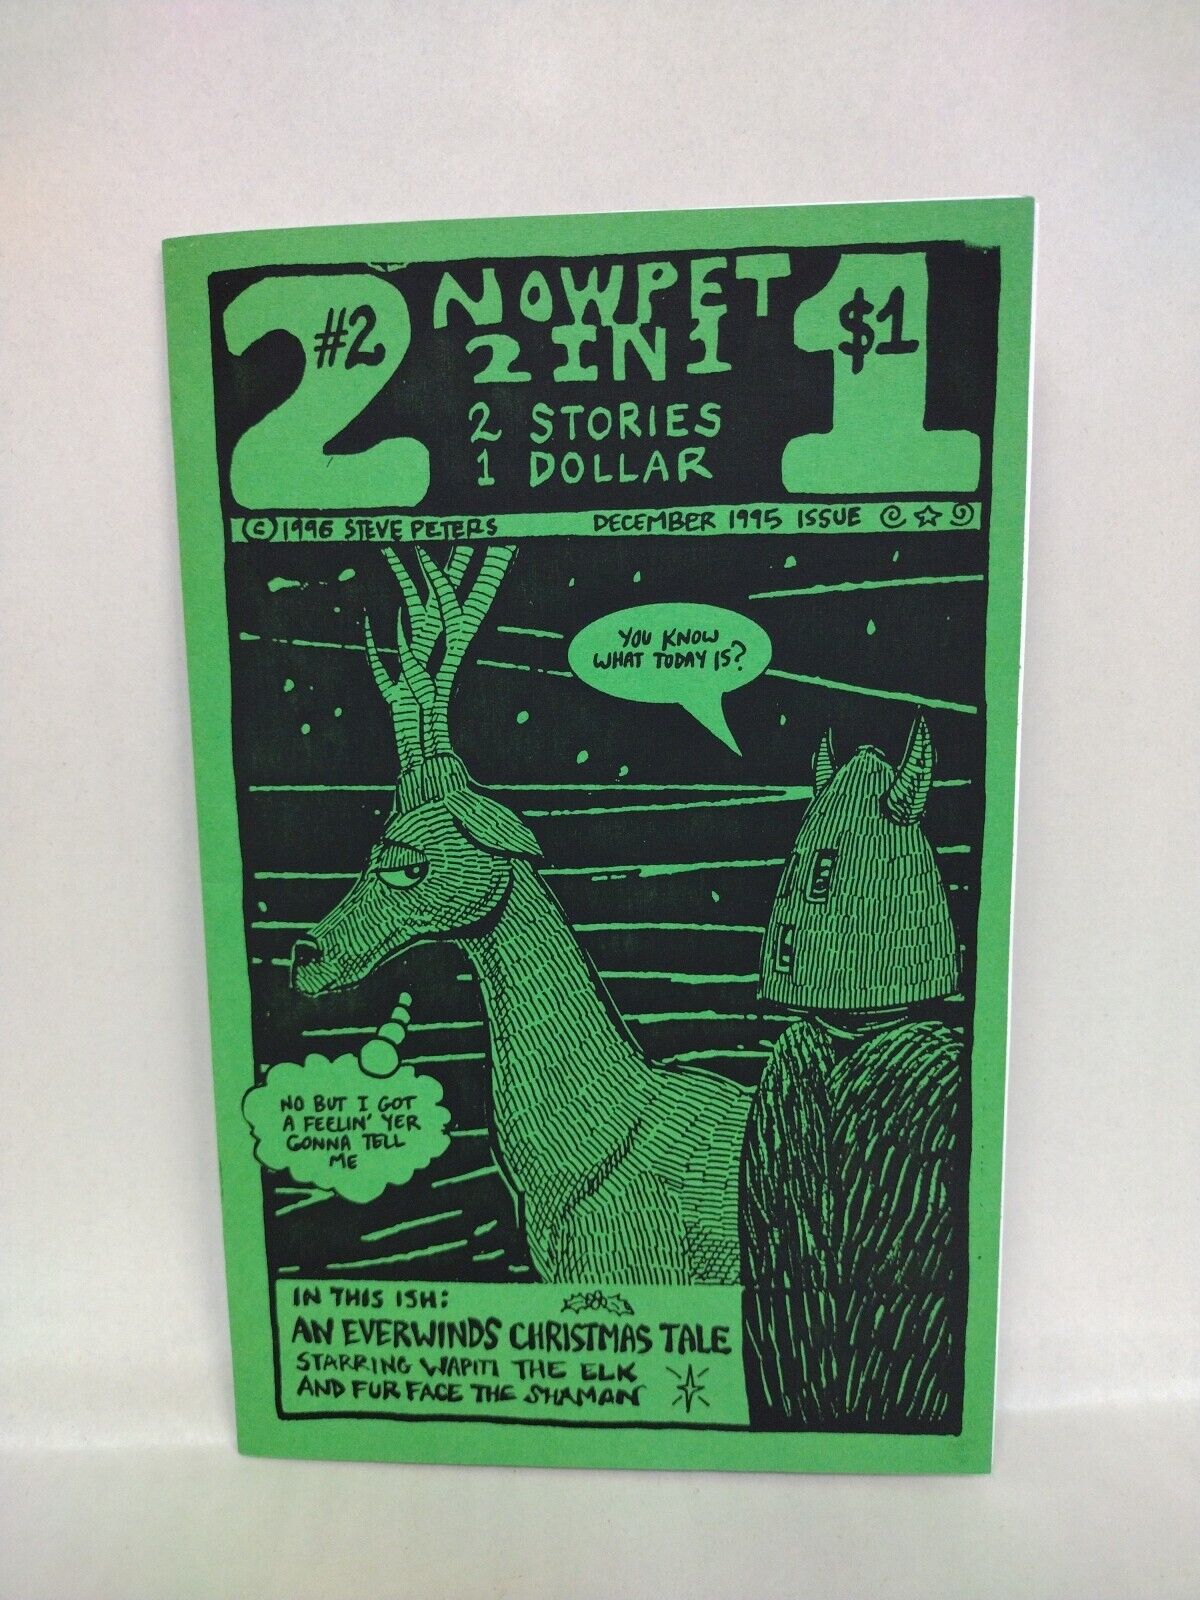 2 #2
NOWPET
2 IN 1
2 STORIES
1 DOLLAR
1 $1
© 1996 STEVE PETERS
DECEMBER 1995 ISSUE
YOU KNOW
WHAT TODAY IS?
NO BUT I GOT
A FEELIN' YER
GONNA TELL
ME
IN THIS ISH:
AN EVERWINDS CHRISTMAS TALE
STARRING WAPITI THE ELK
AND FUR FACE THE SHAMAN